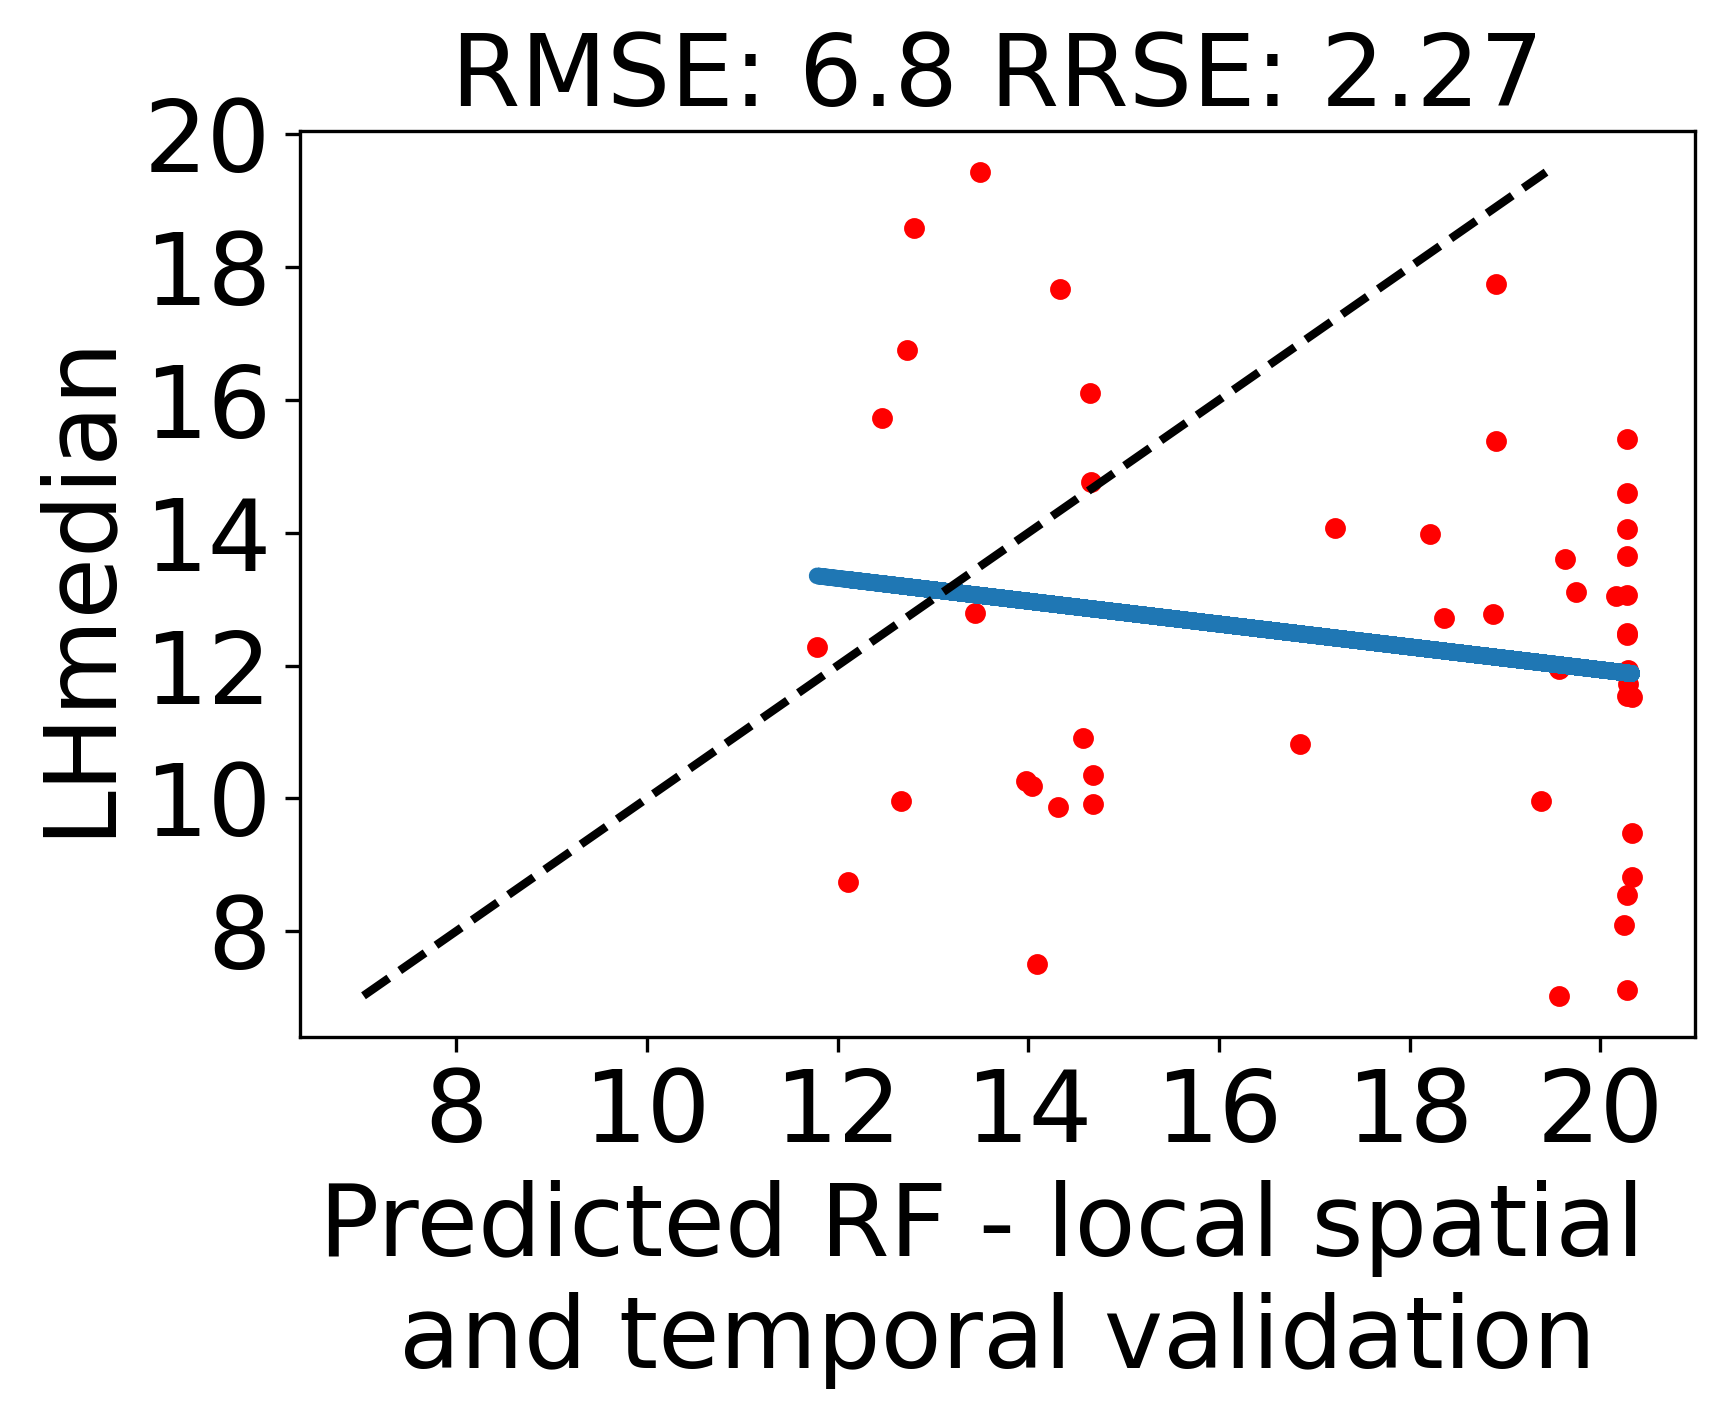 RMSE: 6.8 RRSE: 2.27
20
18
16
14
12
10
8
LHmedian
8 10 12 14 16 18 20
Predicted RF - local spatial
and temporal validation